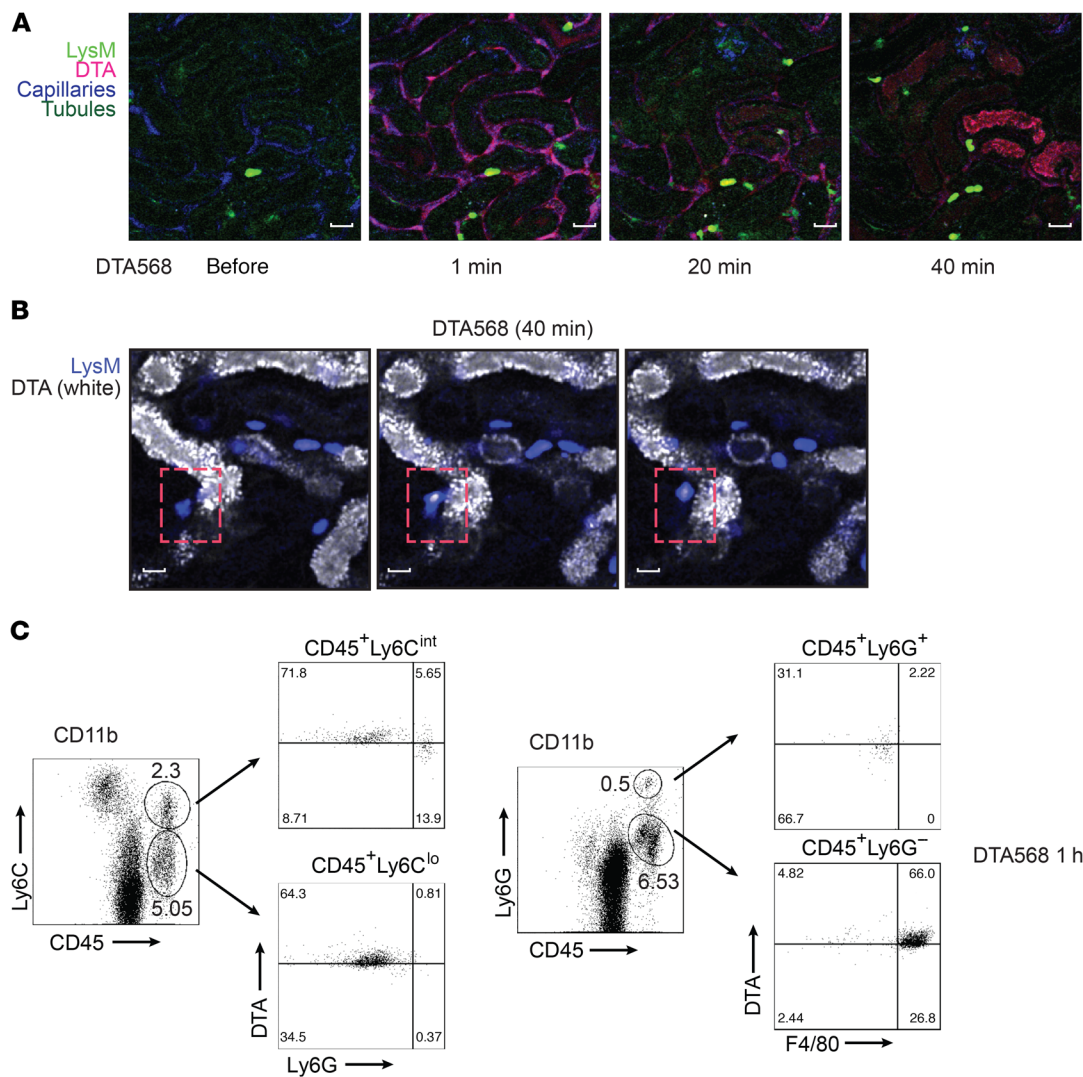 A
LysM
DTA
Capillaries
Tubules
DTA568 Before 1 min 20 min 40 min
B
DTA568 (40 min)
LysM
DTA (white)
C
CD11b
Ly6C
CD45
2.3
5.05
CD45+Ly6Cint
71.8 5.65
8.71 13.9
CD45+Ly6Clo
64.3 0.81
34.5 0.37
DTA
Ly6G
CD11b
Ly6G
CD45
0.5
6.53
CD45+Ly6G+
31.1 2.22
66.7 0
CD45+Ly6G−
4.82 66.0
2.44 26.8
DTA
F4/80
DTA568 1 h